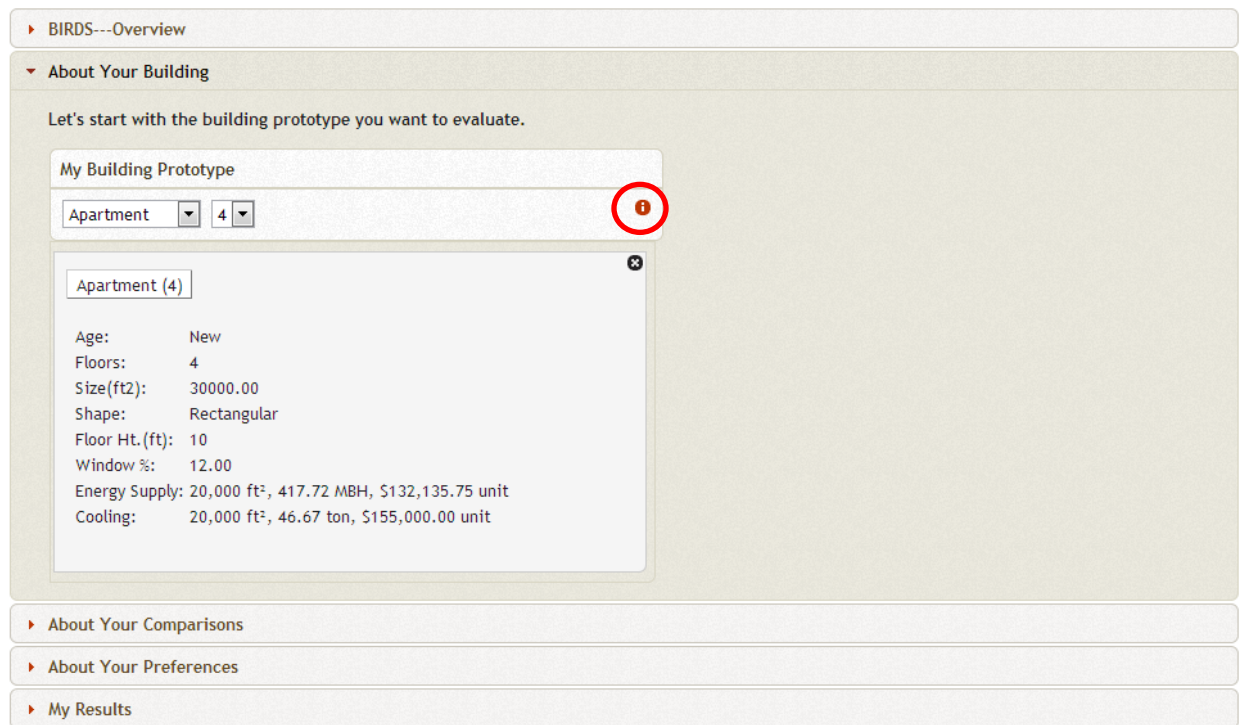 BIRDS---Overview
About Your Building
Let's start with the building prototype you want to evaluate.
My Building Prototype
Apartment 4
Apartment (4)
Age: New
Floors: 4
Size(ft2): 30000.00
Shape: Rectangular
Floor Ht.(ft): 10
Window %: 12.00
Energy Supply: 20,000 ft², 417.72 MBH, $132,135.75 unit
Cooling: 20,000 ft², 46.67 ton, $155,000.00 unit
About Your Comparisons
About Your Preferences
My Results